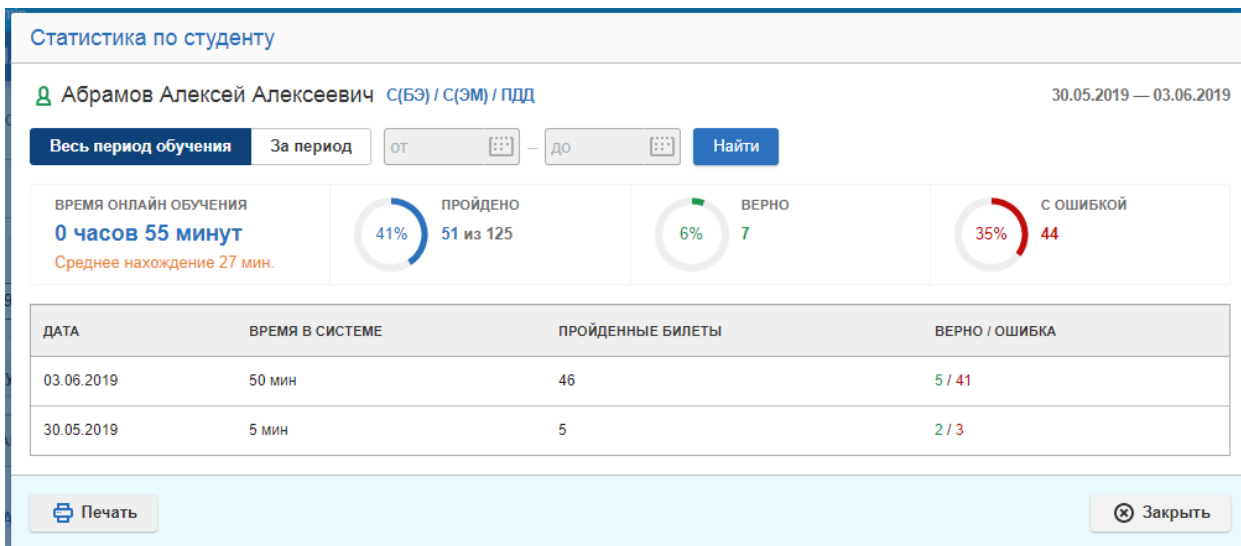 Статистика по студенту
Абрамов Алексей Алексеевич С(БЭ) / С(ЭМ) / ПДД 30.05.2019 — 03.06.2019
Весь период обучения За период от – до Найти
ВРЕМЯ ОНЛАЙН ОБУЧЕНИЯ
0 часов 55 минут
Среднее нахождение 27 мин.
41%
ПРОЙДЕНО
51 из 125
6%
ВЕРНО
7
35%
С ОШИБКОЙ
44
ДАТА ВРЕМЯ В СИСТЕМЕ ПРОЙДЕННЫЕ БИЛЕТЫ ВЕРНО / ОШИБКА
03.06.2019 50 мин 46 5 / 41
30.05.2019 5 мин 5 2 / 3
Печать Закрыть